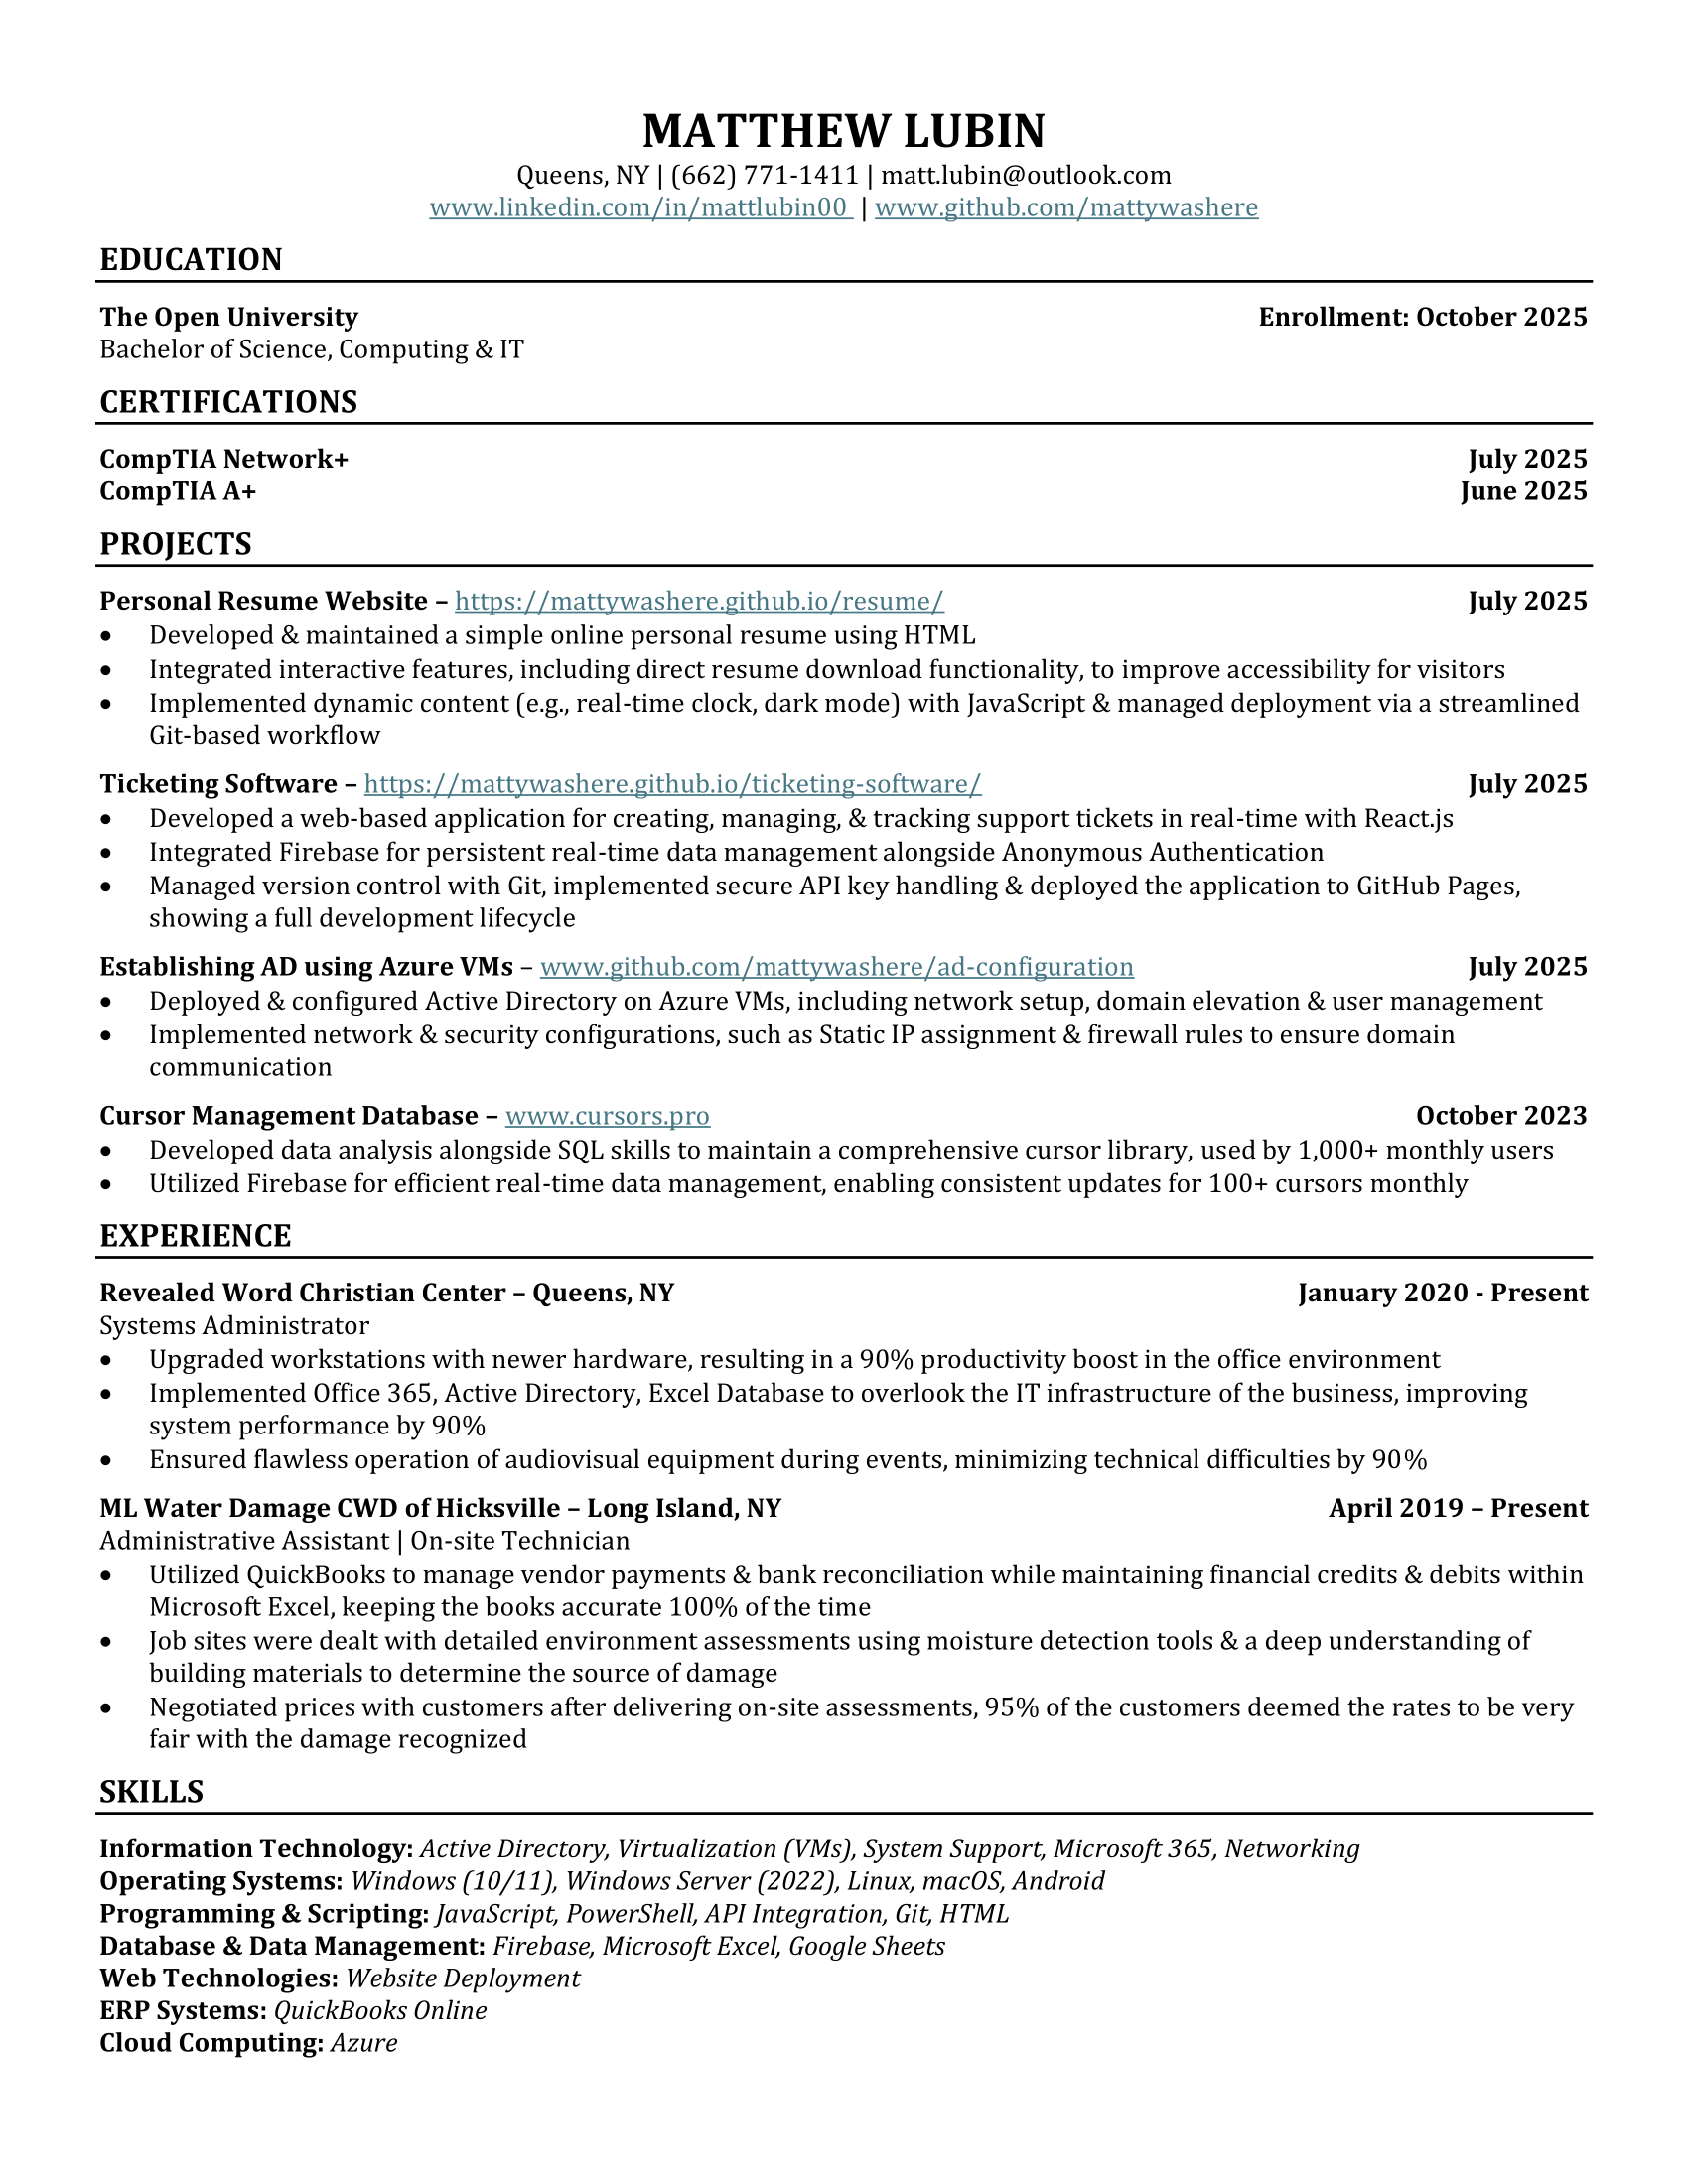 MATTHEW LUBIN
Queens, NY | (662) 771-1411 | matt.lubin@outlook.com
www.linkedin.com/in/mattlubin00 | www.github.com/mattywashere
EDUCATION
The Open University Enrollment: October 2025
Bachelor of Science, Computing & IT
CERTIFICATIONS
CompTIA Network+ July 2025
CompTIA A+ June 2025
PROJECTS
Personal Resume Website – https://mattywashere.github.io/resume/ July 2025
• Developed & maintained a simple online personal resume using HTML
• Integrated interactive features, including direct resume download functionality, to improve accessibility for visitors
• Implemented dynamic content (e.g., real-time clock, dark mode) with JavaScript & managed deployment via a streamlined
Git-based workflow
Ticketing Software – https://mattywashere.github.io/ticketing-software/ July 2025
• Developed a web-based application for creating, managing, & tracking support tickets in real-time with React.js
• Integrated Firebase for persistent real-time data management alongside Anonymous Authentication
• Managed version control with Git, implemented secure API key handling & deployed the application to GitHub Pages,
showing a full development lifecycle
Establishing AD using Azure VMs – www.github.com/mattywashere/ad-configuration July 2025
• Deployed & configured Active Directory on Azure VMs, including network setup, domain elevation & user management
• Implemented network & security configurations, such as Static IP assignment & firewall rules to ensure domain
communication
Cursor Management Database – www.cursors.pro October 2023
• Developed data analysis alongside SQL skills to maintain a comprehensive cursor library, used by 1,000+ monthly users
• Utilized Firebase for efficient real-time data management, enabling consistent updates for 100+ cursors monthly
EXPERIENCE
Revealed Word Christian Center – Queens, NY January 2020 - Present
Systems Administrator
• Upgraded workstations with newer hardware, resulting in a 90% productivity boost in the office environment
• Implemented Office 365, Active Directory, Excel Database to overlook the IT infrastructure of the business, improving
system performance by 90%
• Ensured flawless operation of audiovisual equipment during events, minimizing technical difficulties by 90%
ML Water Damage CWD of Hicksville – Long Island, NY April 2019 – Present
Administrative Assistant | On-site Technician
• Utilized QuickBooks to manage vendor payments & bank reconciliation while maintaining financial credits & debits within
Microsoft Excel, keeping the books accurate 100% of the time
• Job sites were dealt with detailed environment assessments using moisture detection tools & a deep understanding of
building materials to determine the source of damage
• Negotiated prices with customers after delivering on-site assessments, 95% of the customers deemed the rates to be very
fair with the damage recognized
SKILLS
Information Technology: Active Directory, Virtualization (VMs), System Support, Microsoft 365, Networking
Operating Systems: Windows (10/11), Windows Server (2022), Linux, macOS, Android
Programming & Scripting: JavaScript, PowerShell, API Integration, Git, HTML
Database & Data Management: Firebase, Microsoft Excel, Google Sheets
Web Technologies: Website Deployment
ERP Systems: QuickBooks Online
Cloud Computing: Azure